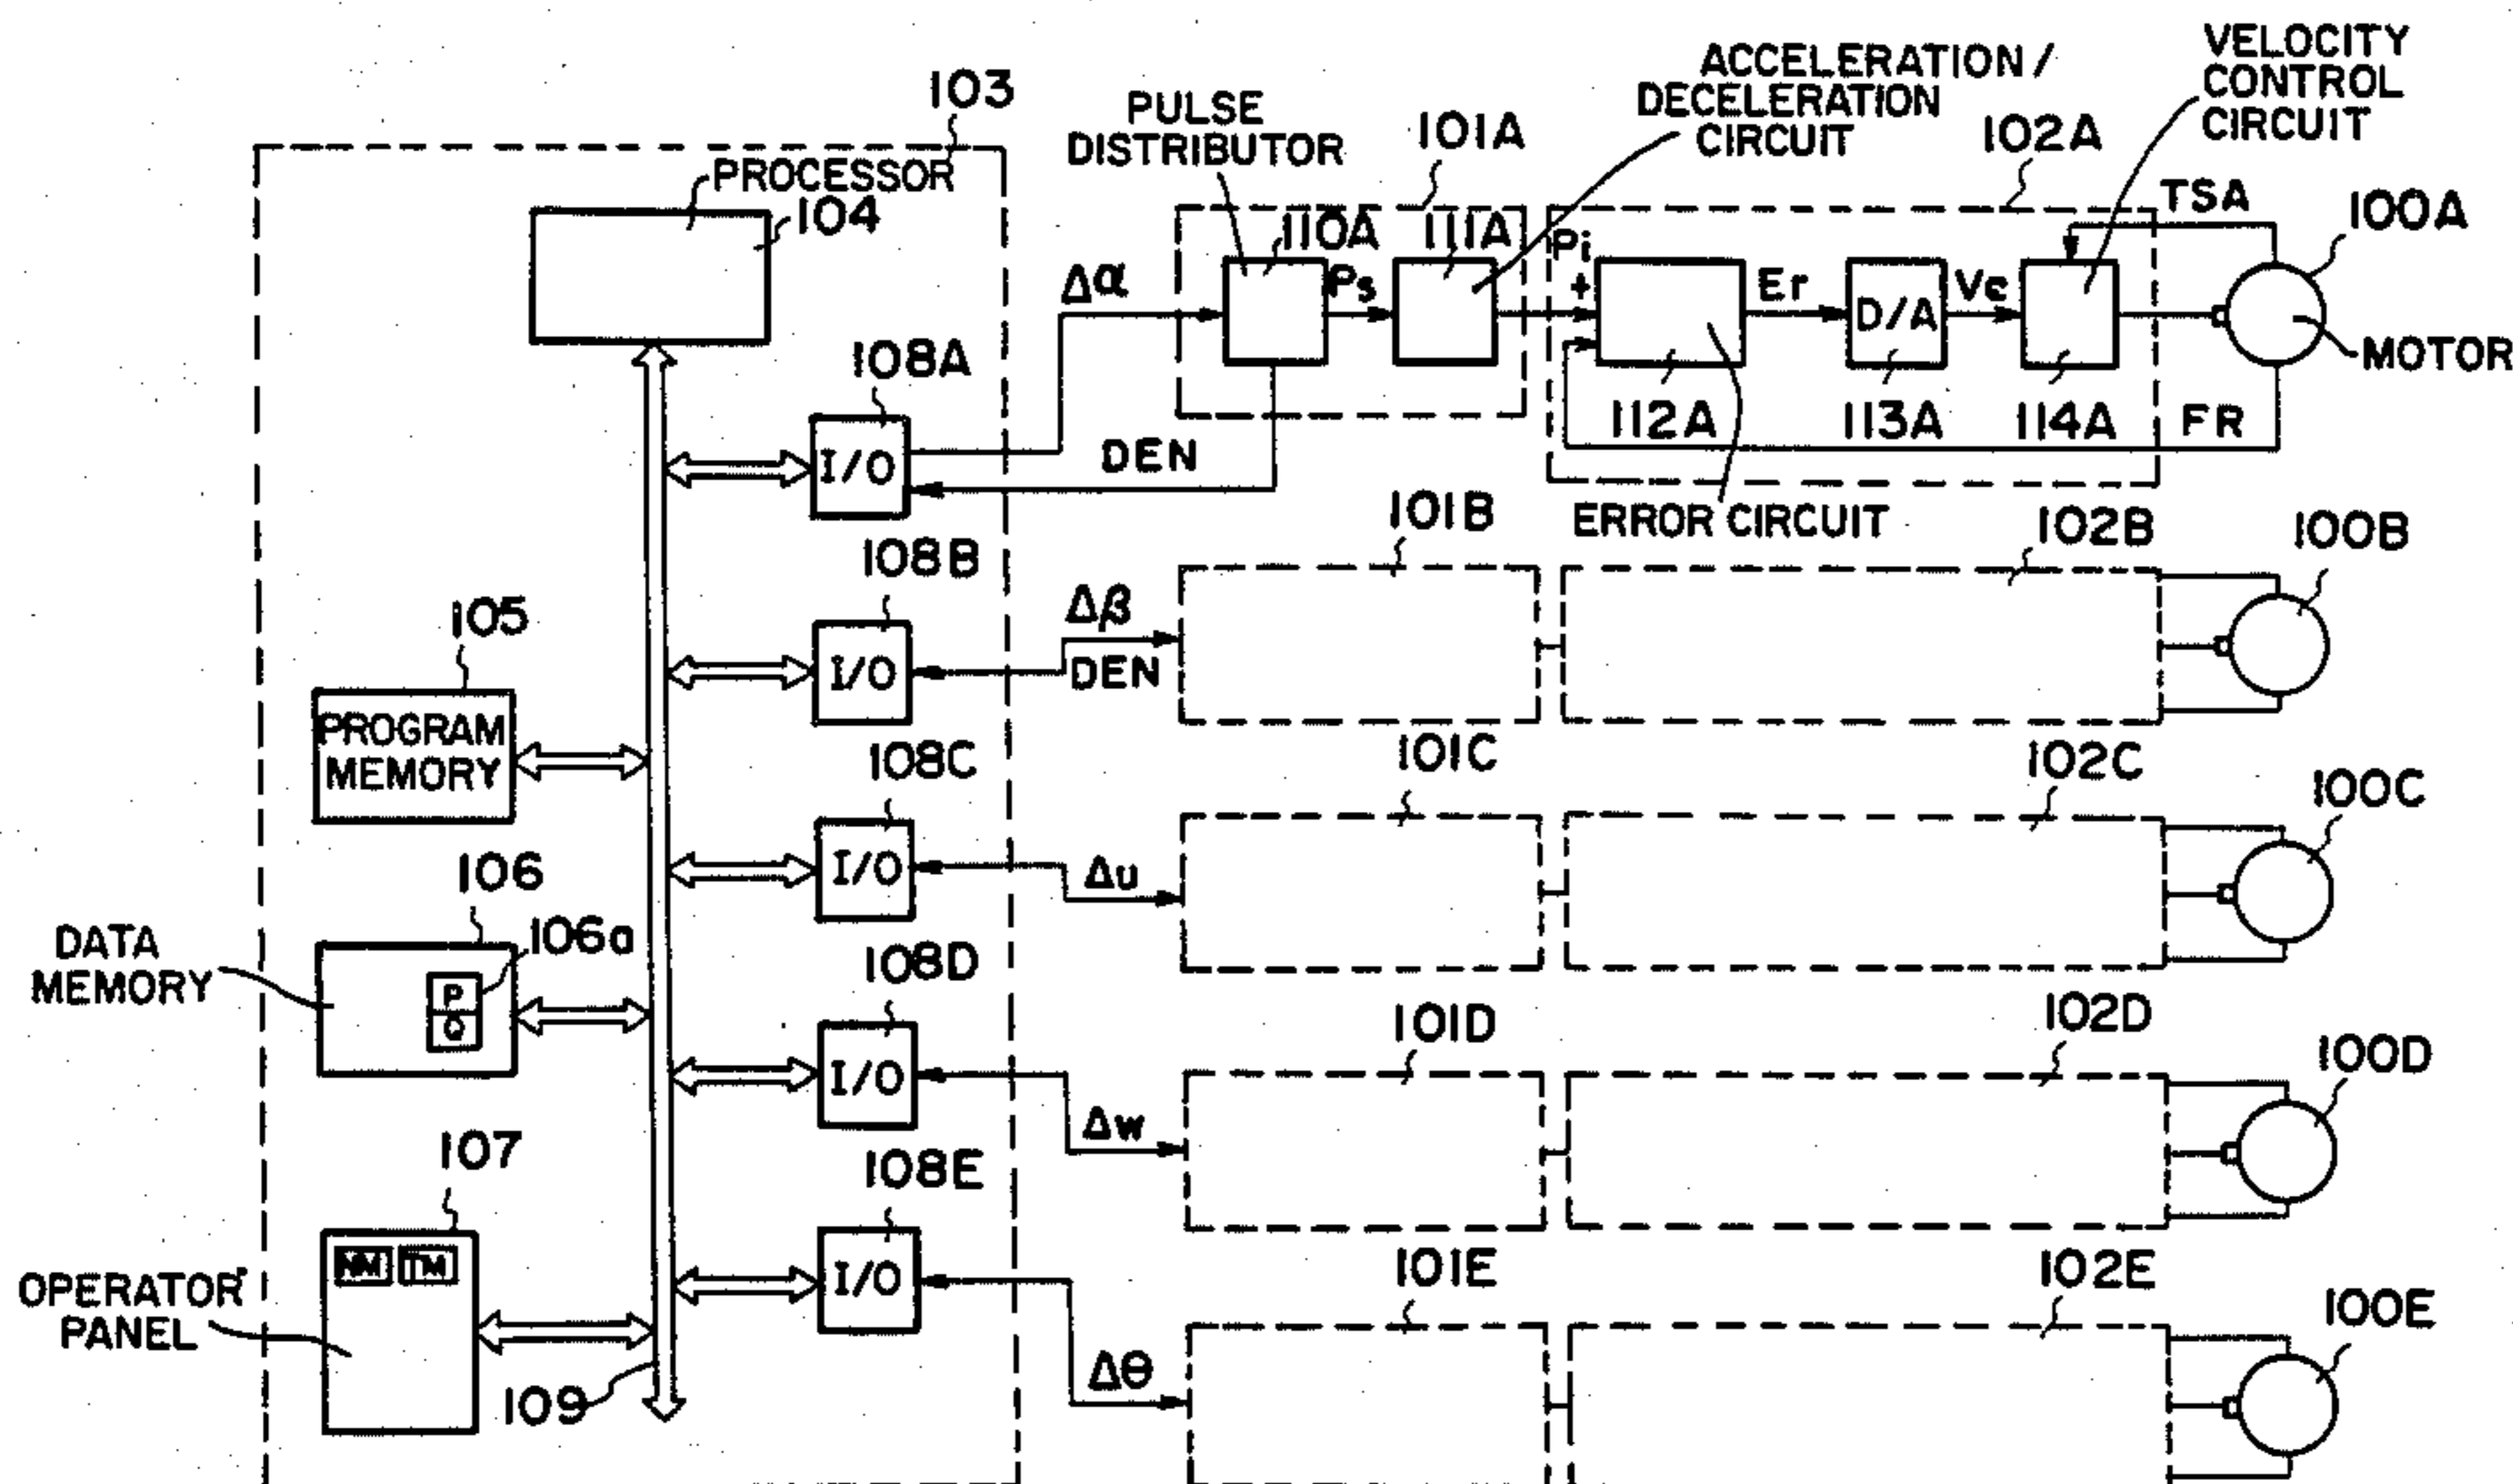 103
PROCESSOR
104
PULSE
DISTRIBUTOR
101A
ACCELERATION/
DECELERATION
CIRCUIT
102A
VELOCITY
CONTROL
CIRCUIT
TSA
100A
110A
111A
Δα
Ps
Pi
+
Er
D/A
Vc
MOTOR
108A
I/O
DEN
112A
113A
114A
FR
ERROR CIRCUIT
101B
102B
100B
108B
I/O
Δβ
DEN
105
PROGRAM
MEMORY
108C
I/O
Δu
101C
102C
100C
106
106a
DATA
MEMORY
P
Q
108D
I/O
Δw
101D
102D
100D
107
NM
TM
OPERATOR
PANEL
108E
I/O
Δθ
101E
102E
100E
109